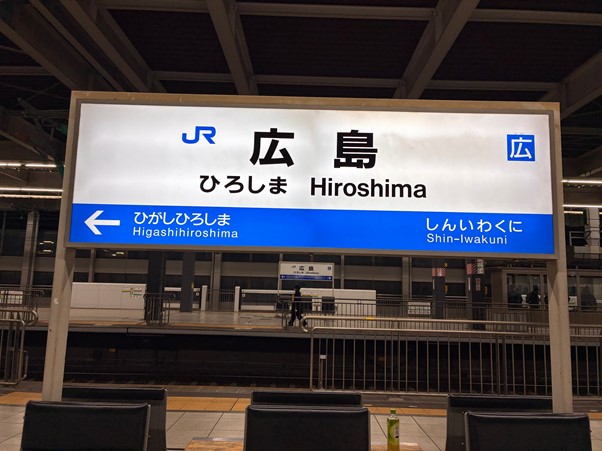 JR 広島 広
ひろしま Hiroshima
ひがしひろしま しんいわくに
Higashihiroshima Shin-Iwakuni
広島